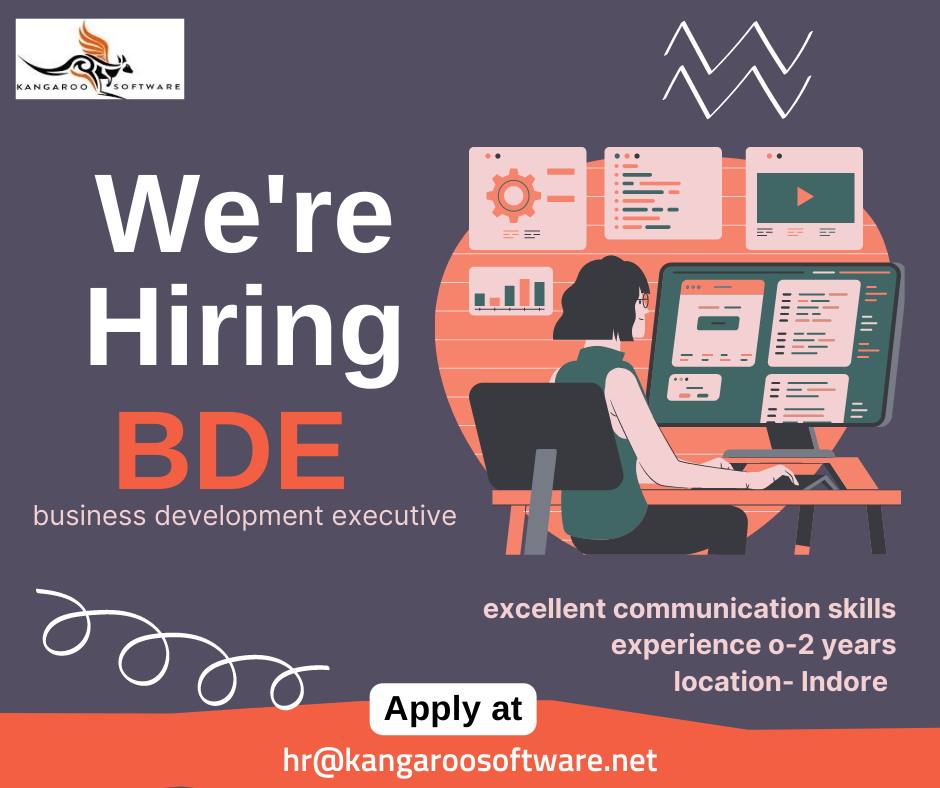 KANGAROO SOFTWARE
We're
Hiring
BDE
business development executive
excellent communication skills
experience o-2 years
location- Indore
Apply at
hr@kangaroosoftware.net